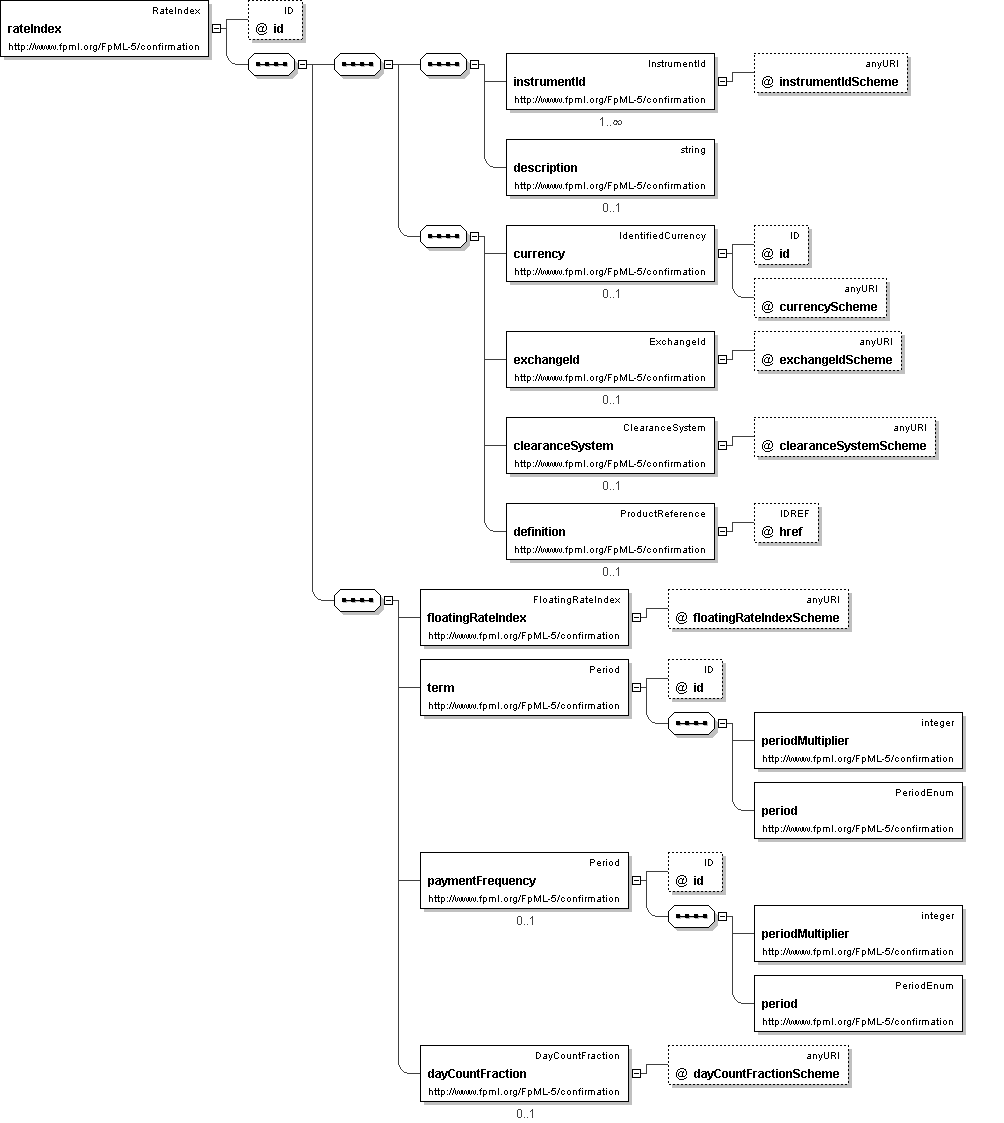 RateIndex
rateIndex
http://www.fpml.org/FpML-5/confirmation
ID
@ id
InstrumentId
instrumentId
http://www.fpml.org/FpML-5/confirmation
1..∞
anyURI
@ instrumentIdScheme
string
description
http://www.fpml.org/FpML-5/confirmation
0..1
IdentifiedCurrency
currency
http://www.fpml.org/FpML-5/confirmation
0..1
ID
@ id
anyURI
@ currencyScheme
ExchangeId
exchangeId
http://www.fpml.org/FpML-5/confirmation
0..1
anyURI
@ exchangeIdScheme
ClearanceSystem
clearanceSystem
http://www.fpml.org/FpML-5/confirmation
0..1
anyURI
@ clearanceSystemScheme
ProductReference
definition
http://www.fpml.org/FpML-5/confirmation
0..1
IDREF
@ href
FloatingRateIndex
floatingRateIndex
http://www.fpml.org/FpML-5/confirmation
anyURI
@ floatingRateIndexScheme
Period
term
http://www.fpml.org/FpML-5/confirmation
ID
@ id
integer
periodMultiplier
http://www.fpml.org/FpML-5/confirmation
PeriodEnum
period
http://www.fpml.org/FpML-5/confirmation
Period
paymentFrequency
http://www.fpml.org/FpML-5/confirmation
0..1
ID
@ id
integer
periodMultiplier
http://www.fpml.org/FpML-5/confirmation
PeriodEnum
period
http://www.fpml.org/FpML-5/confirmation
DayCountFraction
dayCountFraction
http://www.fpml.org/FpML-5/confirmation
0..1
anyURI
@ dayCountFractionScheme